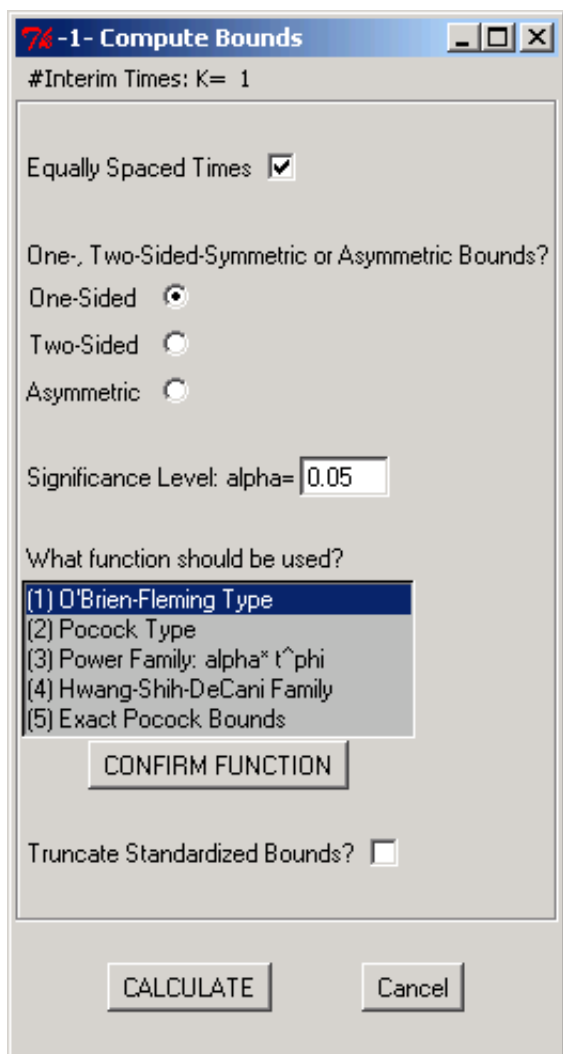 -1- Compute Bounds
#Interim Times: K= 1
Equally Spaced Times
One-, Two-Sided-Symmetric or Asymmetric Bounds?
One-Sided
Two-Sided
Asymmetric
Significance Level: alpha= 0.05
What function should be used?
(1) O'Brien-Fleming Type
(2) Pocock Type
(3) Power Family: alpha* t^phi
(4) Hwang-Shih-DeCani Family
(5) Exact Pocock Bounds
CONFIRM FUNCTION
Truncate Standardized Bounds?
CALCULATE Cancel